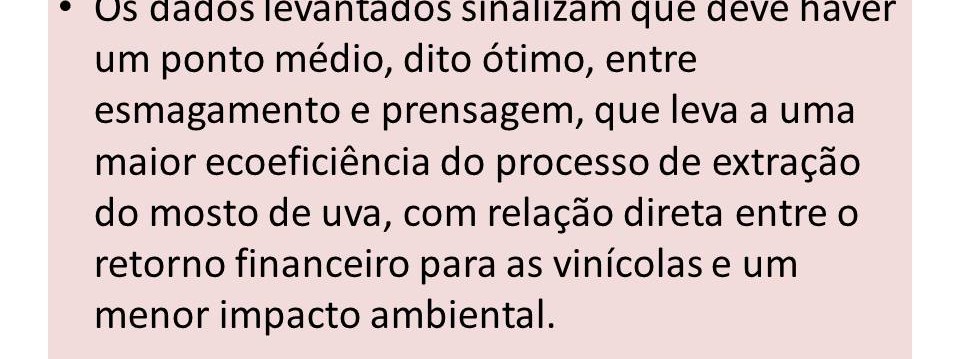 • Os dados levantados sinalizam que deve haver
um ponto médio, dito ótimo, entre
esmagamento e prensagem, que leva a uma
maior ecoeficiência do processo de extração
do mosto de uva, com relação direta entre o
retorno financeiro para as vinícolas e um
menor impacto ambiental.